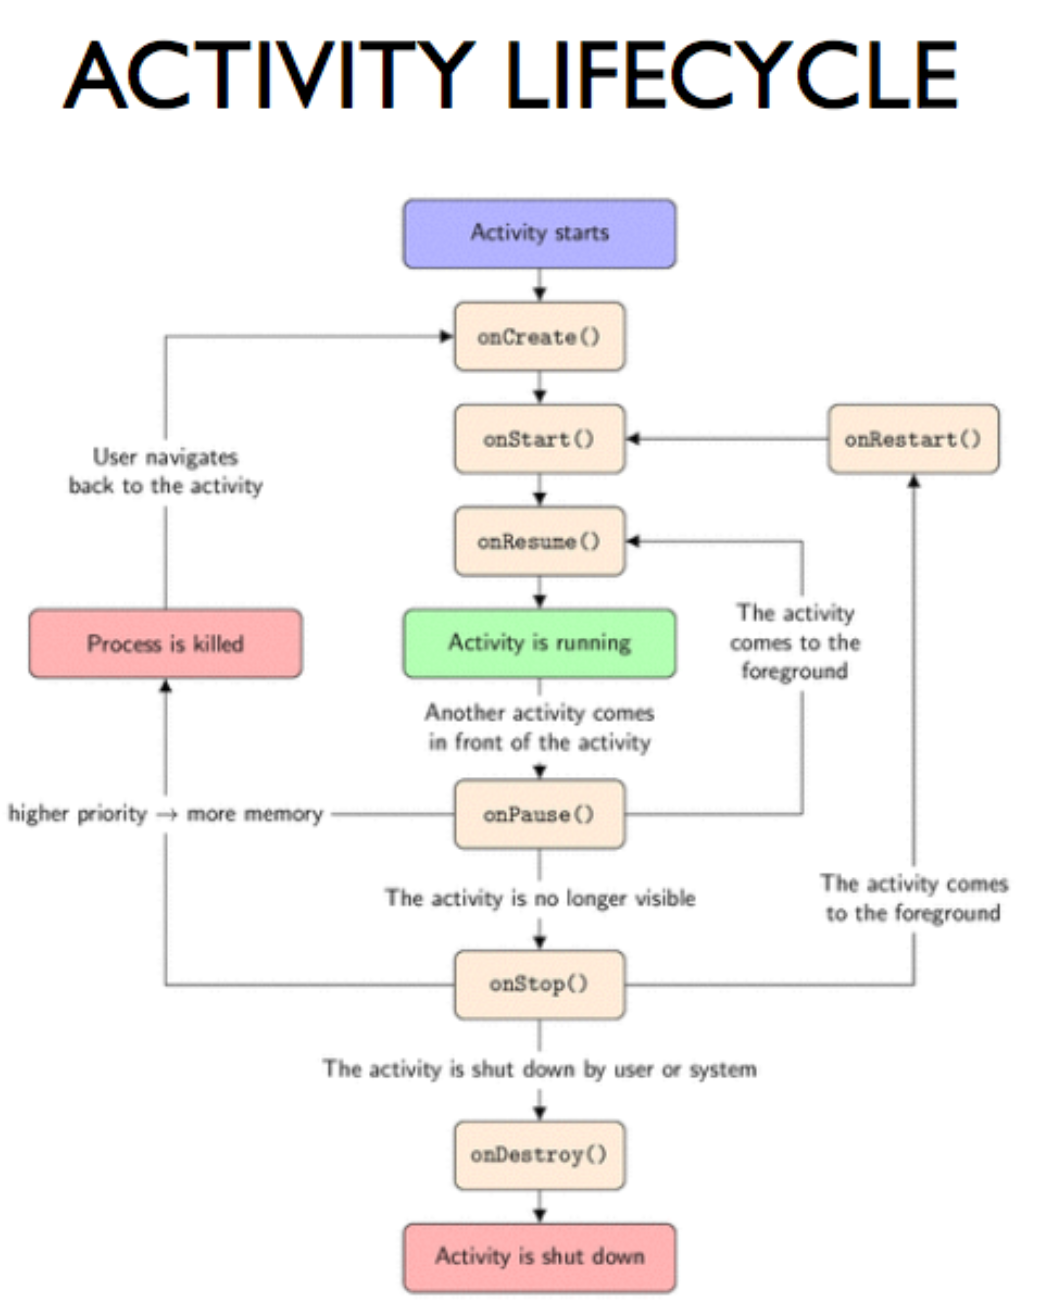 ACTIVITY LIFECYCLE
Activity starts
onCreate()
onStart()
onRestart()
User navigates
back to the activity
onResume()
Process is killed
Activity is running
The activity
comes to the
foreground
Another activity comes
in front of the activity
higher priority → more memory
onPause()
The activity is no longer visible
The activity comes
to the foreground
onStop()
The activity is shut down by user or system
onDestroy()
Activity is shut down